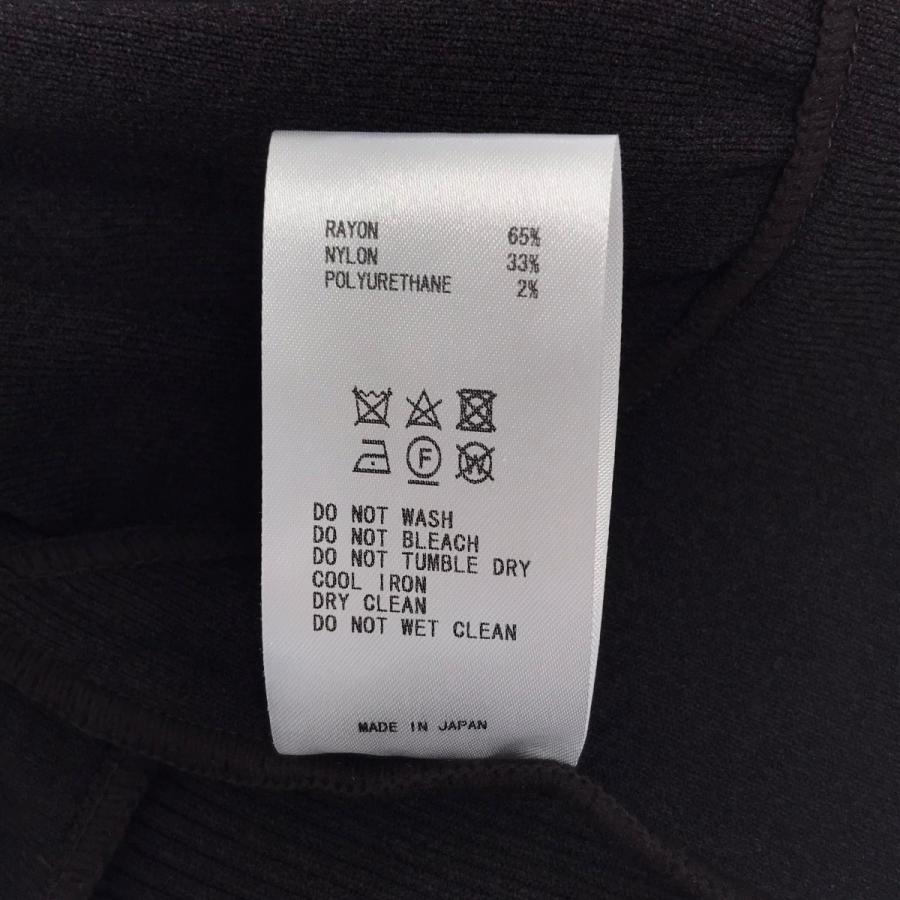 RAYON 65%
NYLON 33%
POLYURETHANE 2%
F W
DO NOT WASH
DO NOT BLEACH
DO NOT TUMBLE DRY
COOL IRON
DRY CLEAN
DO NOT WET CLEAN
MADE IN JAPAN